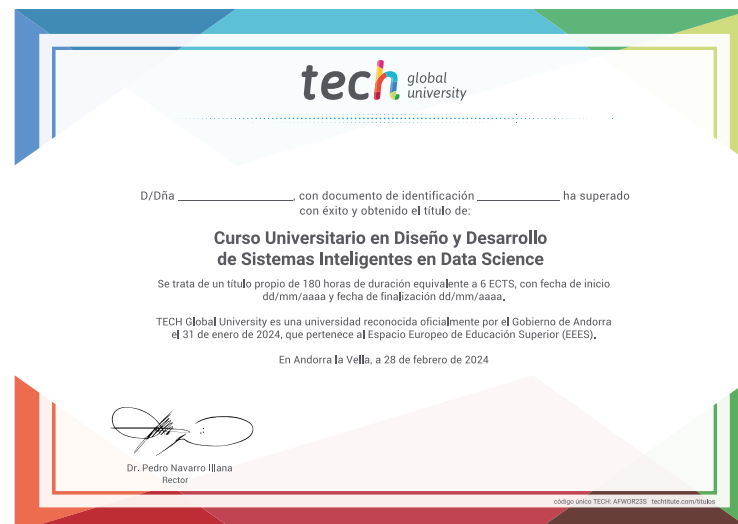 tech global university
D/Dña ______________, con documento de identificación ______________ ha superado
con éxito y obtenido el título de:
Curso Universitario en Diseño y Desarrollo
de Sistemas Inteligentes en Data Science
Se trata de un título propio de 180 horas de duración equivalente a 6 ECTS, con fecha de inicio
dd/mm/aaaa y fecha de finalización dd/mm/aaaa.
TECH Global University es una universidad reconocida oficialmente por el Gobierno de Andorra
el 31 de enero de 2024, que pertenece al Espacio Europeo de Educación Superior (EEES).
En Andorra la Vella, a 28 de febrero de 2024
Dr. Pedro Navarro Illana
Rector
código único TECH: AFWOR23S techtitute.com/titulos